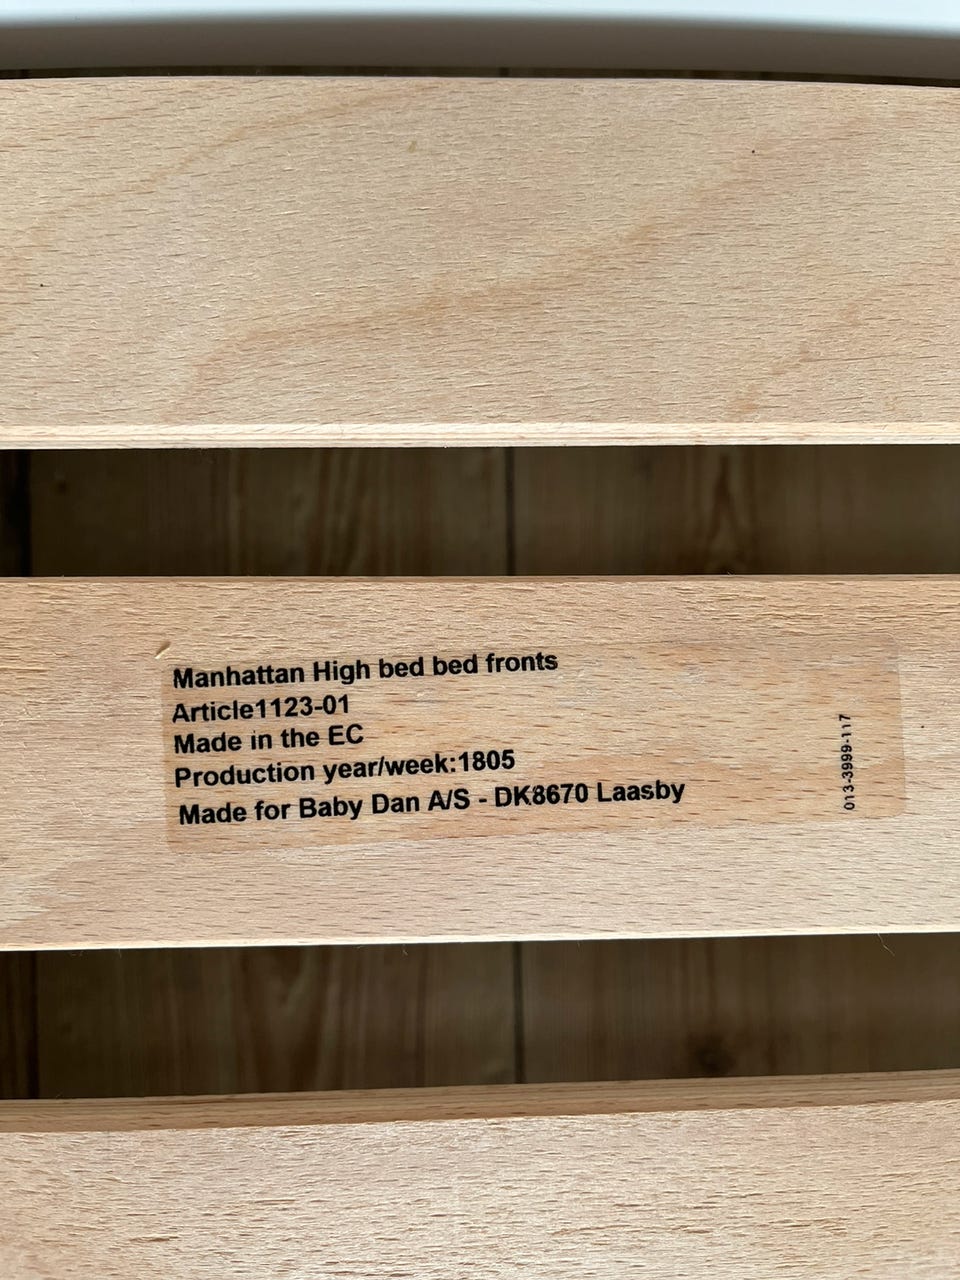 Manhattan High bed bed fronts
Article1123-01
Made in the EC
Production year/week:1805
Made for Baby Dan A/S - DK8670 Laasby
013-3999-117